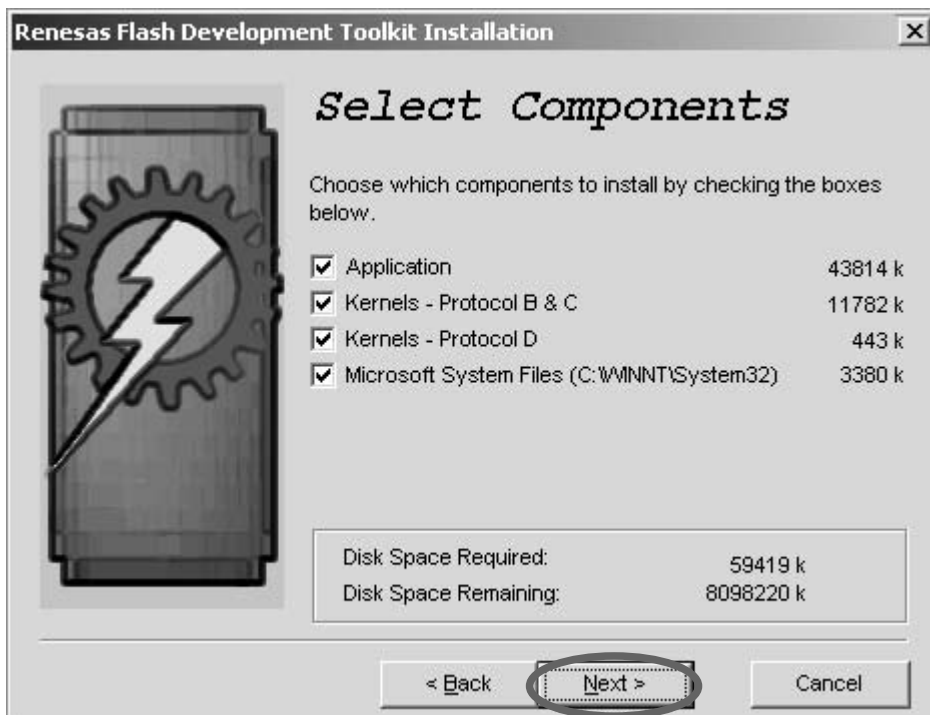 Renesas Flash Development Toolkit Installation
Select Components
Choose which components to install by checking the boxes
below.
Application 43814 k
Kernels - Protocol B & C 11782 k
Kernels - Protocol D 443 k
Microsoft System Files (C:\WINNT\System32) 3380 k
Disk Space Required: 59419 k
Disk Space Remaining: 8098220 k
< Back Next > Cancel